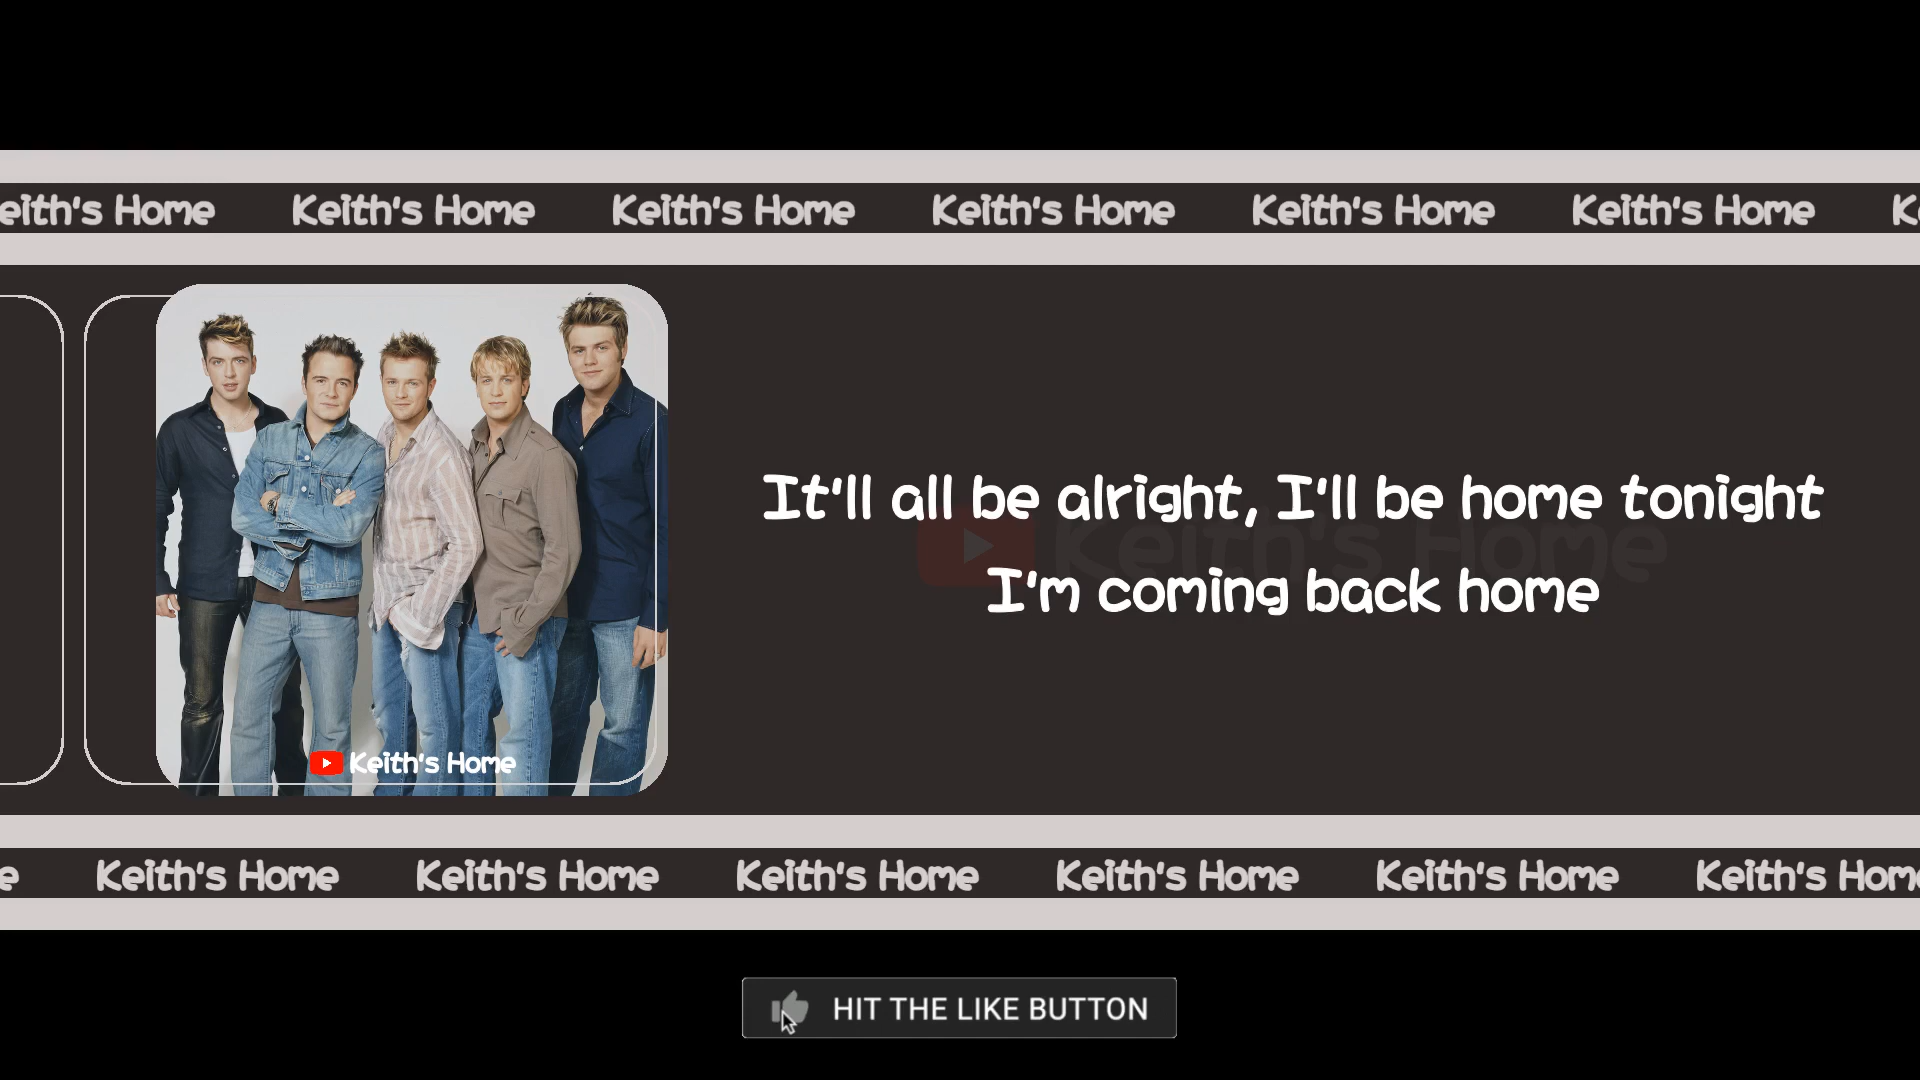 eith's Home Keith's Home Keith's Home Keith's Home Keith's Home Keith's Home K
It'll all be alright, I'll be home tonight
Keith's Home
I'm coming back home
Keith's Home
e Keith's Home Keith's Home Keith's Home Keith's Home Keith's Home Keith's Hom
HIT THE LIKE BUTTON